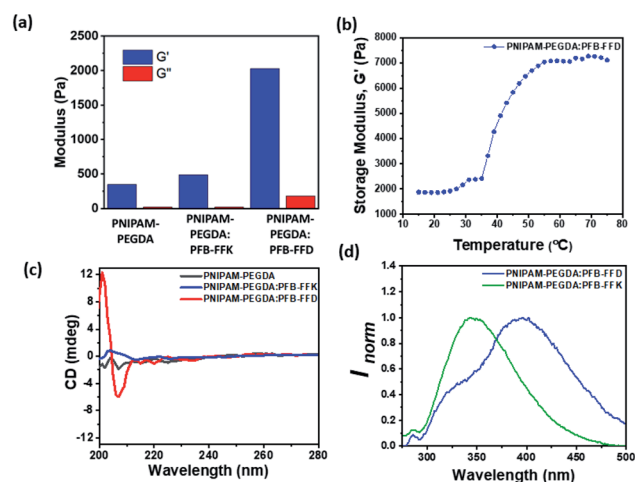 (a)
2500
2000
1500
1000
500
0
Modulus (Pa)
G'
G"
PNIPAM-
PEGDA
PNIPAM-
PEGDA:
PFB-FFK
PNIPAM-
PEGDA:
PFB-FFD
(b)
PNIPAM-PEGDA:PFB-FFD
8000
7000
6000
5000
4000
3000
2000
1000
Storage Modulus, G' (Pa)
10 20 30 40 50 60 70 80
Temperature (°C)
(c)
PNIPAM-PEGDA
PNIPAM-PEGDA:PFB-FFK
PNIPAM-PEGDA:PFB-FFD
12
8
4
0
-4
-8
-12
CD (mdeg)
200 220 240 260 280
Wavelength (nm)
(d)
PNIPAM-PEGDA:PFB-FFD
PNIPAM-PEGDA:PFB-FFK
1.4
1.2
1.0
0.8
0.6
0.4
0.2
0.0
I norm
300 350 400 450 500
Wavelength (nm)